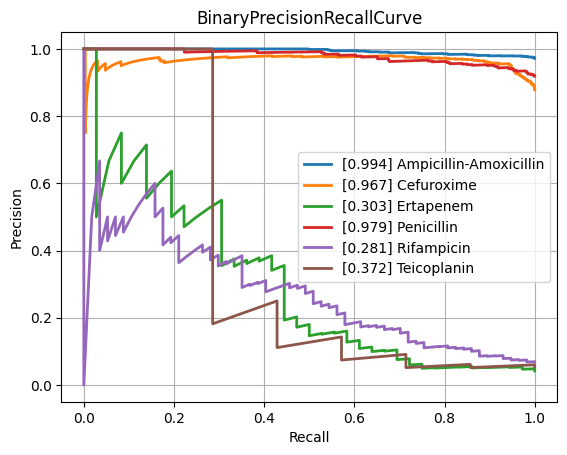 BinaryPrecisionRecallCurve
1.0
0.8
0.6
0.4
0.2
0.0
Precision
[0.994] Ampicillin-Amoxicillin
[0.967] Cefuroxime
[0.303] Ertapenem
[0.979] Penicillin
[0.281] Rifampicin
[0.372] Teicoplanin
0.0 0.2 0.4 0.6 0.8 1.0
Recall